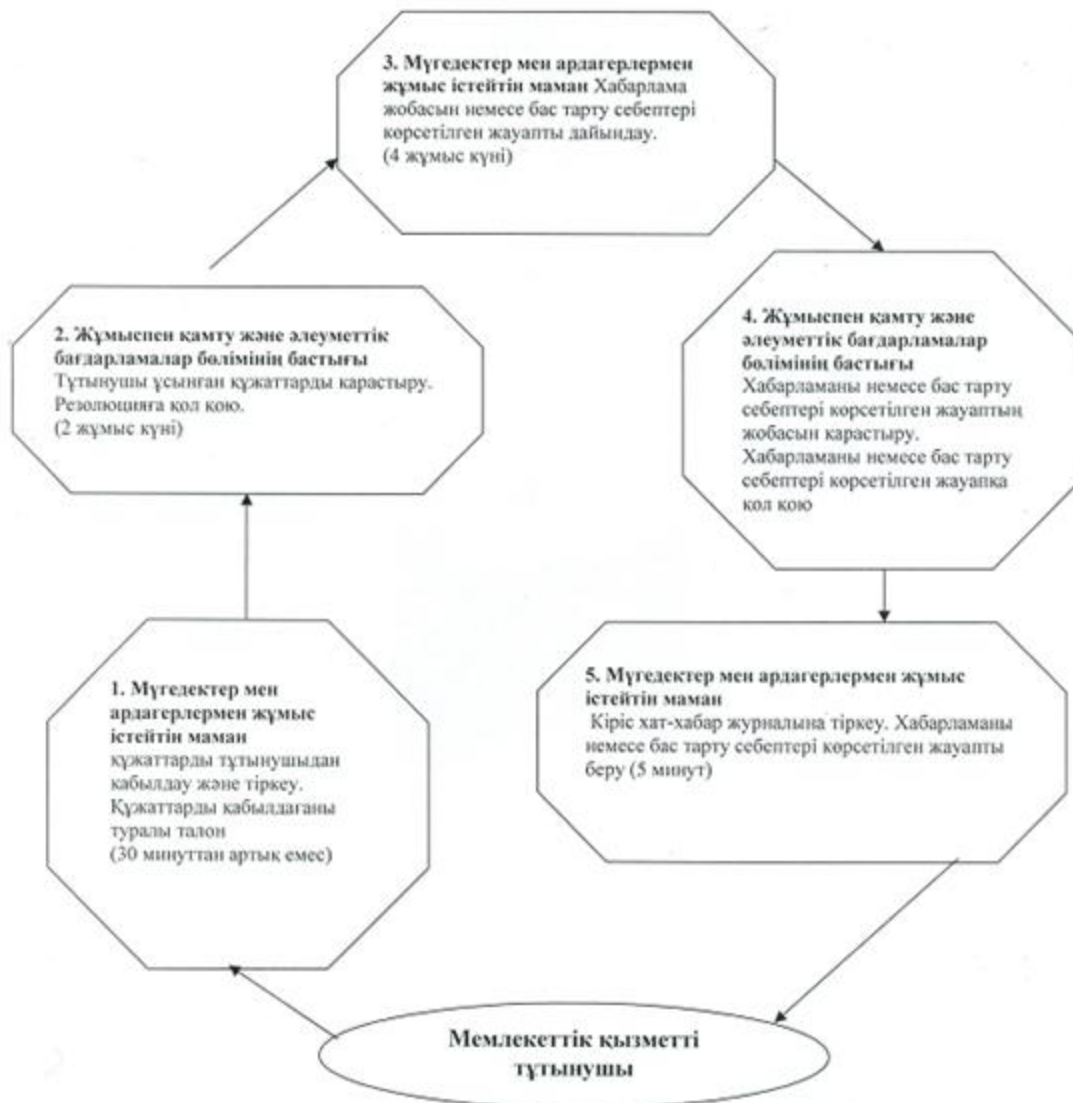 3. Мүгедектер мен ардагерлермен
жұмыс істейтін маман Хабарлама
жобасын немесе бас тарту себептері
көрсетілген жауапты дайындау.
(4 жұмыс күні)
2. Жұмыспен қамту және әлеуметтік
бағдарламалар бөлімінің бастығы
Тұтынушы ұсынған құжаттарды қарастыру.
Резолюцияға қол қою.
(2 жұмыс күні)
4. Жұмыспен қамту және
әлеуметтік бағдарламалар
бөлімінің бастығы
Хабарламаны немесе бас тарту
себептері көрсетілген жауаптың
жобасын қарастыру.
Хабарламаны немесе бас тарту
себептері көрсетілген жауапқа
қол қою
1. Мүгедектер мен
ардагерлермен жұмыс
істейтін маман
құжаттарды тұтынушыдан
қабылдау және тіркеу.
Құжаттарды қабылдағаны
туралы талон
(30 минуттан артық емес)
5. Мүгедектер мен ардагерлермен жұмыс
істейтін маман
Кіріс хат-хабар журналына тіркеу. Хабарламаны
немесе бас тарту себептері көрсетілген жауапты
беру (5 минут)
Мемлекеттік қызметті
тұтынушы